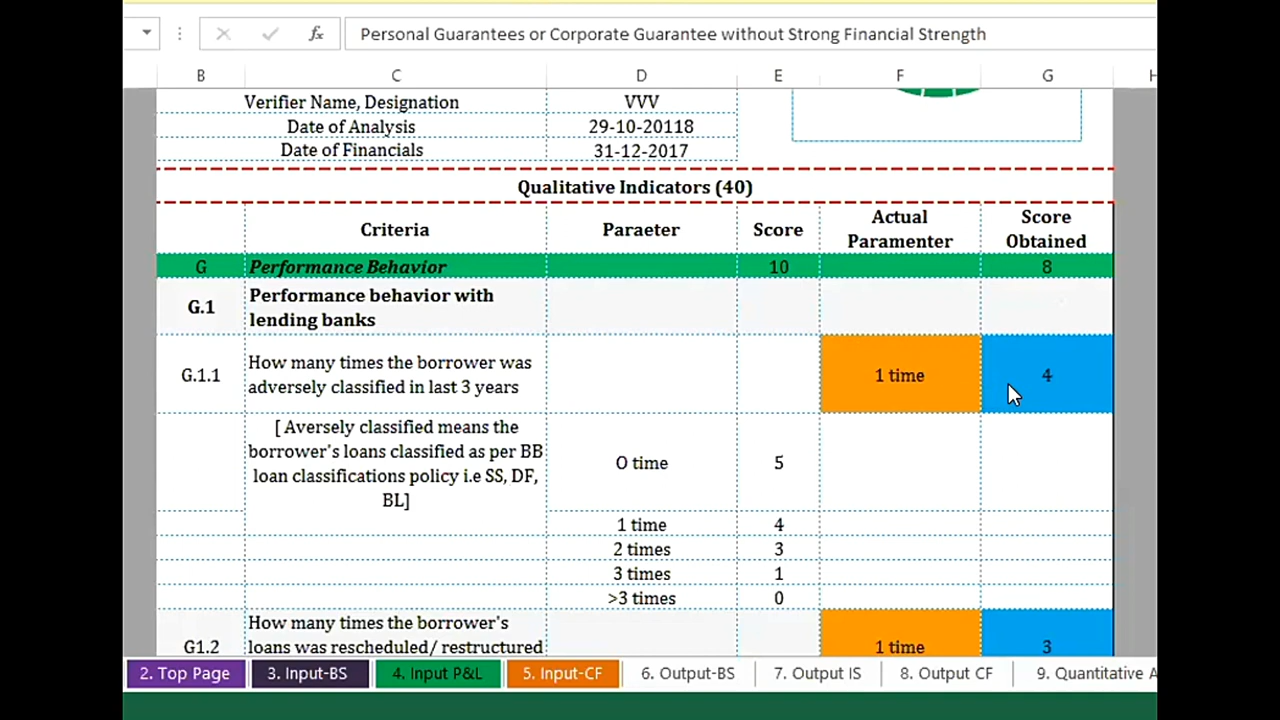 fx Personal Guarantees or Corporate Guarantee without Strong Financial Strength
B C D E F G H
Verifier Name, Designation VVV
Date of Analysis 29-10-20118
Date of Financials 31-12-2017
Qualitative Indicators (40)
Criteria Paraeter Score Actual Paramenter Score Obtained
G Performance Behavior 10 8
G.1 Performance behavior with
lending banks
G.1.1 How many times the borrower was
adversely classified in last 3 years 1 time 4
[ Aversely classified means the
borrower's loans classified as per BB
loan classifications policy i.e SS, DF,
BL] O time 5
1 time 4
2 times 3
3 times 1
>3 times 0
G1.2 How many times the borrower's
loans was rescheduled/ restructured 1 time 3
2. Top Page 3. Input-BS 4. Input P&L 5. Input-CF 6. Output-BS 7. Output IS 8. Output CF 9. Quantitative A